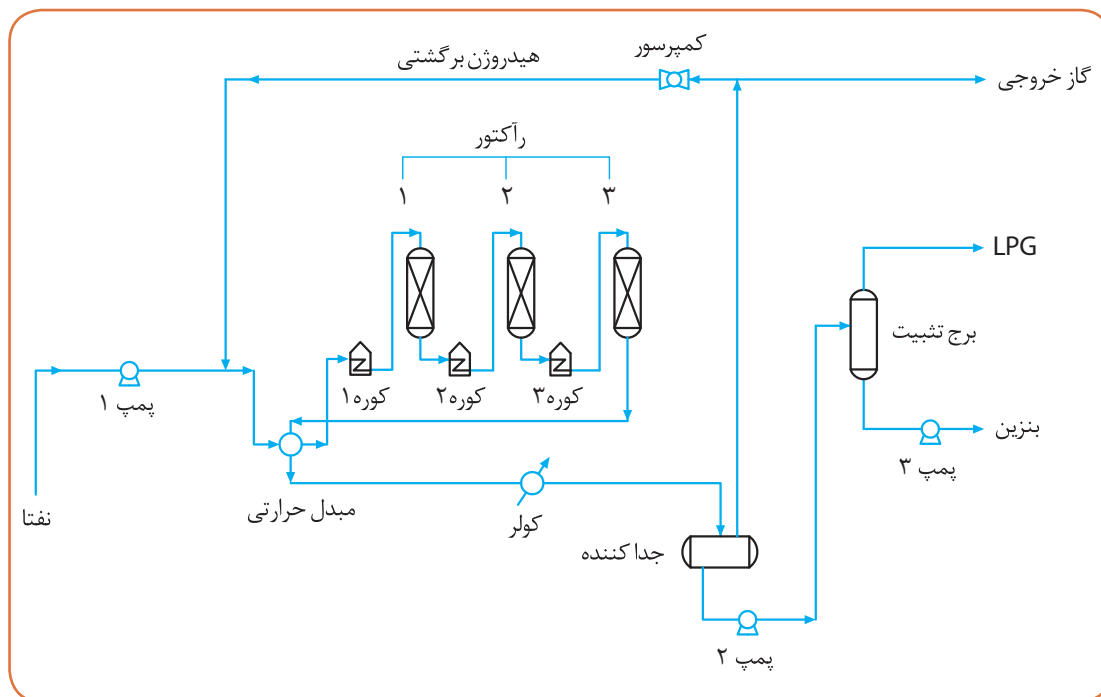 کمپرسور
هیدروژن برگشتی
گاز خروجی
رآکتور
۱
۲
۳
LPG
برج تثبیت
پمپ ۱
کوره۱
کوره۲
کوره۳
بنزین
پمپ ۳
نفتا
مبدل حرارتی
کولر
جدا کننده
پمپ ۲